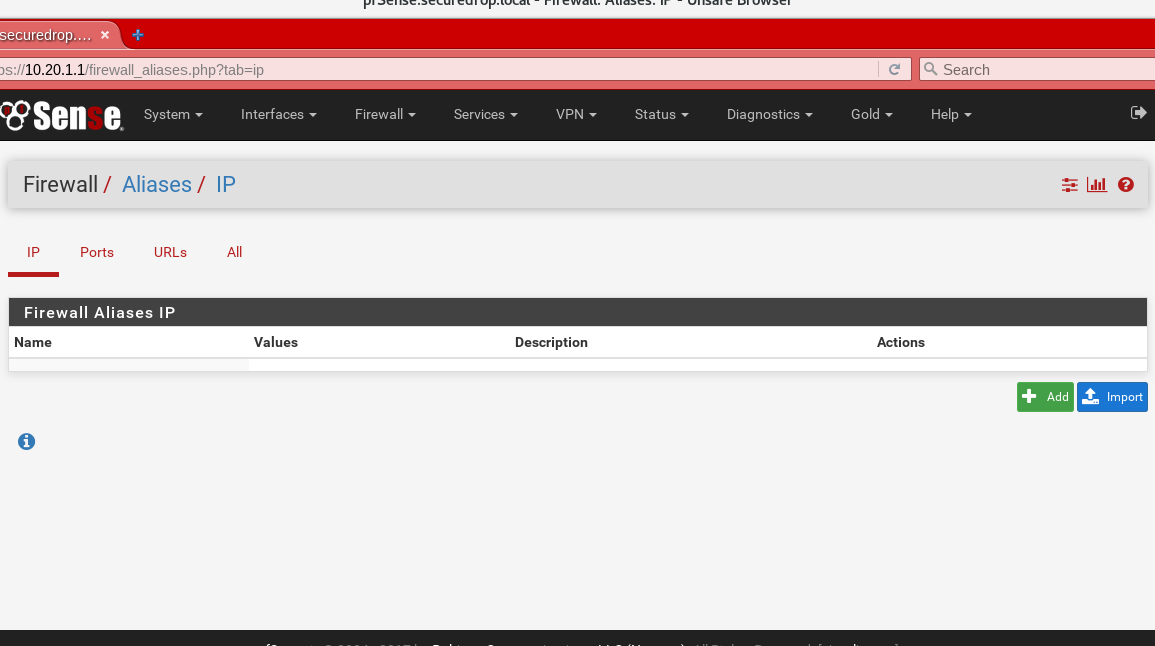 pfSense.securedrop.local - Firewall: Aliases: IP - Unsafe Browser
securedrop.... × +
ps://10.20.1.1/firewall_aliases.php?tab=ip Search
Sense System Interfaces Firewall Services VPN Status Diagnostics Gold Help
Firewall / Aliases / IP
IP Ports URLs All
Firewall Aliases IP
Name Values Description Actions
Add Import